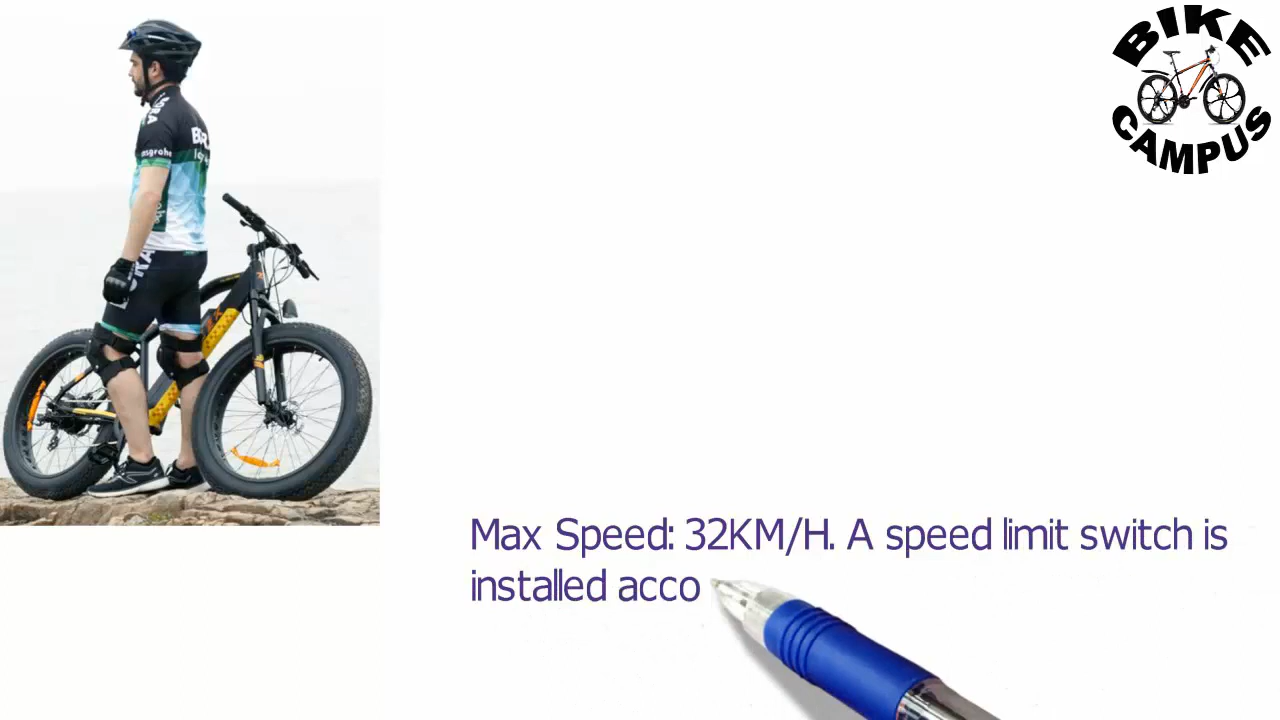 BIKE
CAMPUS
Max Speed: 32KM/H. A speed limit switch is
installed acco